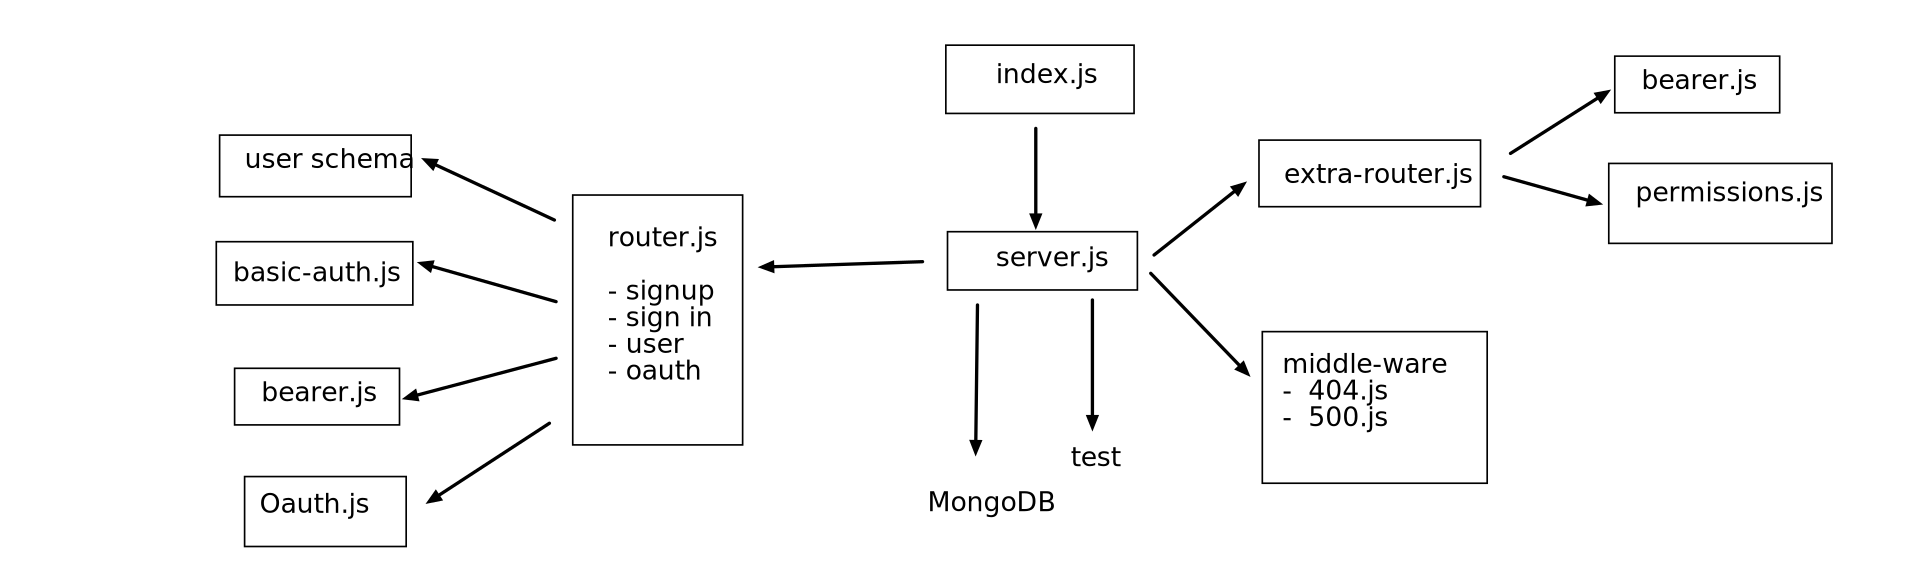 index.js
bearer.js
user schema
extra-router.js
permissions.js
router.js
- signup
- sign in
- user
- oauth
server.js
basic-auth.js
middle-ware
-  404.js
-  500.js
bearer.js
test
Oauth.js
MongoDB